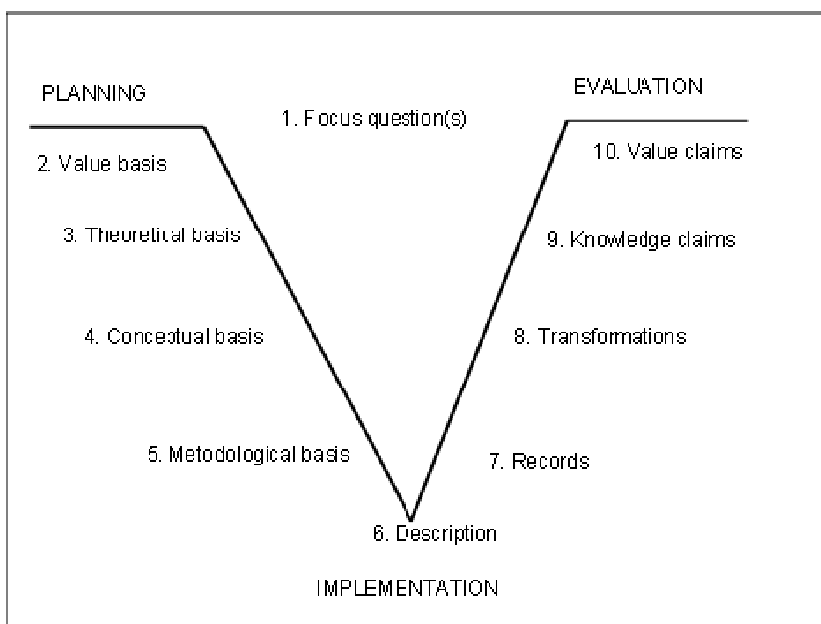 PLANNING
EVALUATION
1. Focus question(s)
2. Value basis
10. Value claims
3. Theoretical basis
9. Knowledge claims
4. Conceptual basis
8. Transformations
5. Metodological basis
7. Records
6. Description
IMPLEMENTATION